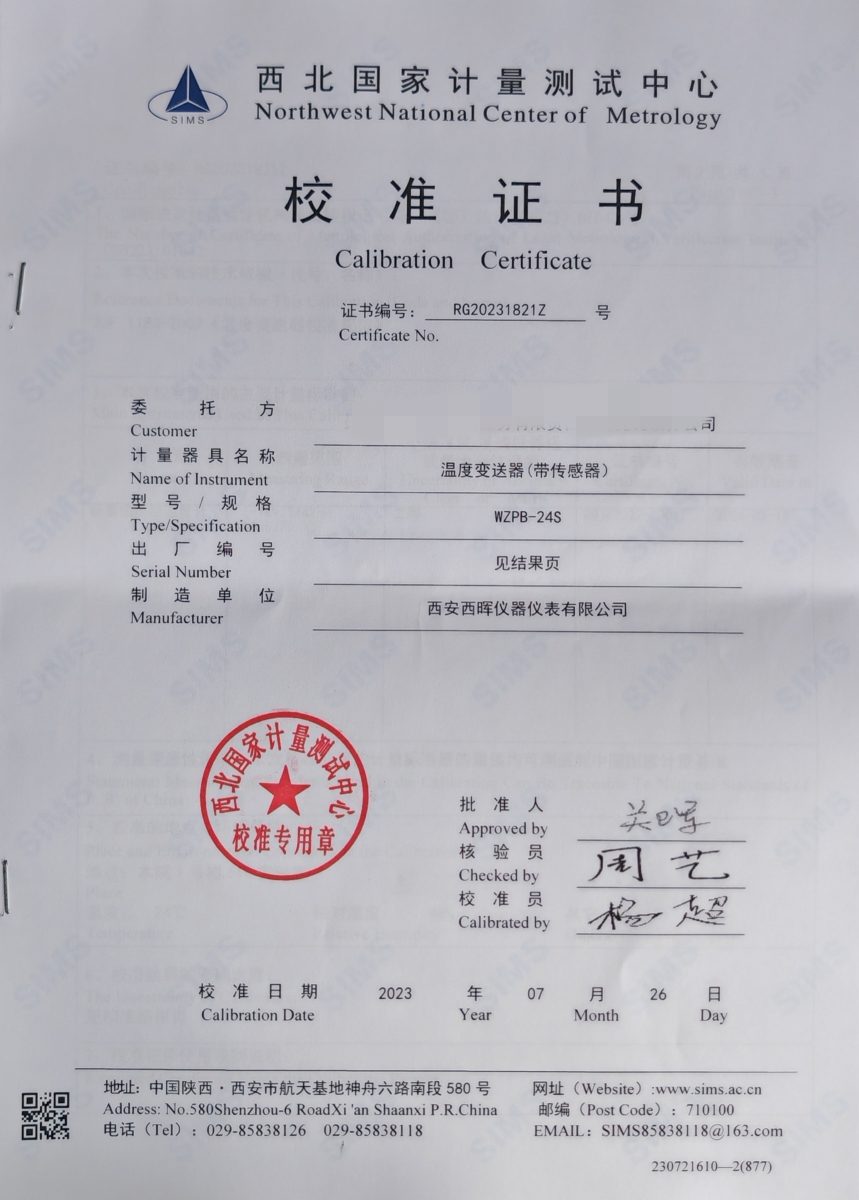 SIMS
西北国家计量测试中心
Northwest National Center of Metrology
校准证书
Calibration Certificate
证书编号： RG20231821Z 号
Certificate No.
委托方
司
Customer
计量器具名称
温度变送器(带传感器)
Name of Instrument
型号/规格
WZPB-24S
Type/Specification
出厂编号
见结果页
Serial Number
制造单位
西安西晖仪器仪表有限公司
Manufacturer
西北国家计量测试中心
校准专用章
批准人
Approved by
核验员 周艺
Checked by
校准员 杨超
Calibrated by
校准日期 2023 年 07 月 26 日
Calibration Date Year Month Day
地址: 中国陕西·西安市航天基地神舟六路南段 580 号 网址（Website）:www.sims.ac.cn
Address: No.580Shenzhou-6 RoadXi 'an Shaanxi P.R.China 邮编（Post Code）: 710100
电话（Tel）: 029-85838126 029-85838118 EMAIL: SIMS85838118@163.com
230721610—2(877)